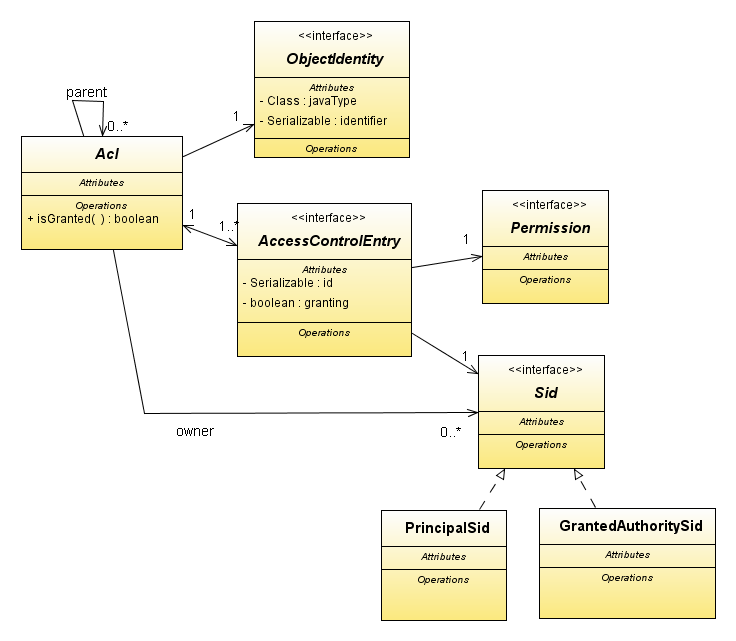 <<interface>>
ObjectIdentity
Attributes
- Class : javaType
- Serializable : identifier
Operations
parent
0..*
1
Acl
Attributes
Operations
+ isGranted( ) : boolean
1
1..*
<<interface>>
AccessControlEntry
Attributes
- Serializable : id
- boolean : granting
Operations
1
<<interface>>
Permission
Attributes
Operations
1
<<interface>>
Sid
Attributes
Operations
owner
0..*
PrincipalSid
Attributes
Operations
GrantedAuthoritySid
Attributes
Operations